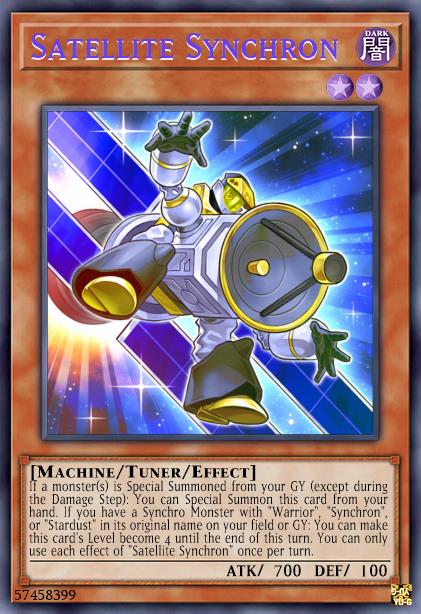 SATELLITE SYNCHRON
DARK
闇
[MACHINE/TUNER/EFFECT]
If a monster(s) is Special Summoned from your GY (except during
the Damage Step): You can Special Summon this card from your
hand. If you have a Synchro Monster with "Warrior", "Synchron",
or "Stardust" in its original name on your field or GY: You can make
this card's Level become 4 until the end of this turn. You can only
use each effect of "Satellite Synchron" once per turn.
ATK/ 700 DEF/ 100
57458399